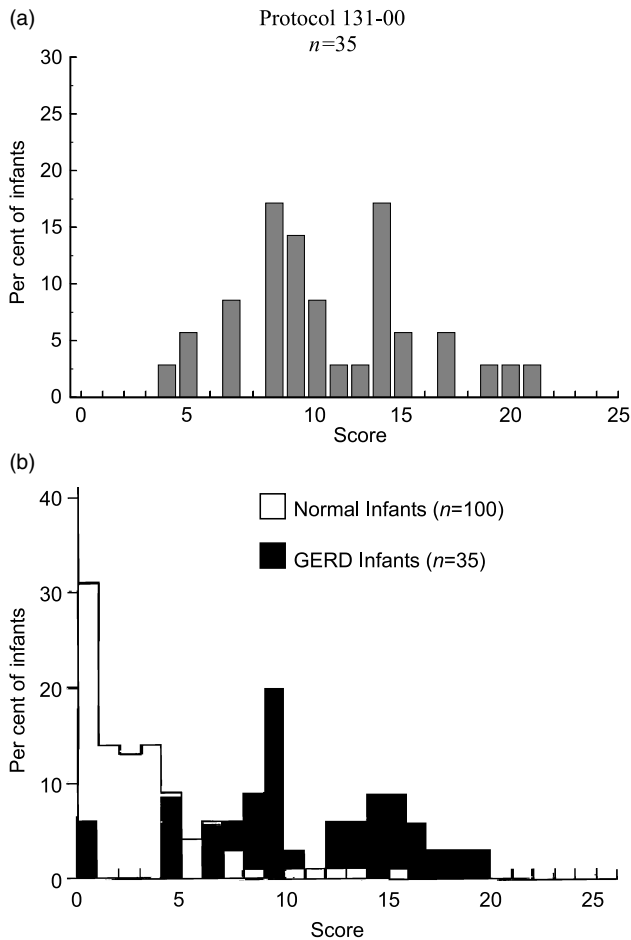 (a)
Protocol 131-00
n=35
30
25
20
15
10
5
0
Per cent of infants
0 5 10 15 20 25
Score
(b)
40
30
20
10
0
Per cent of infants
Normal Infants (n=100)
GERD Infants (n=35)
0 5 10 15 20 25
Score